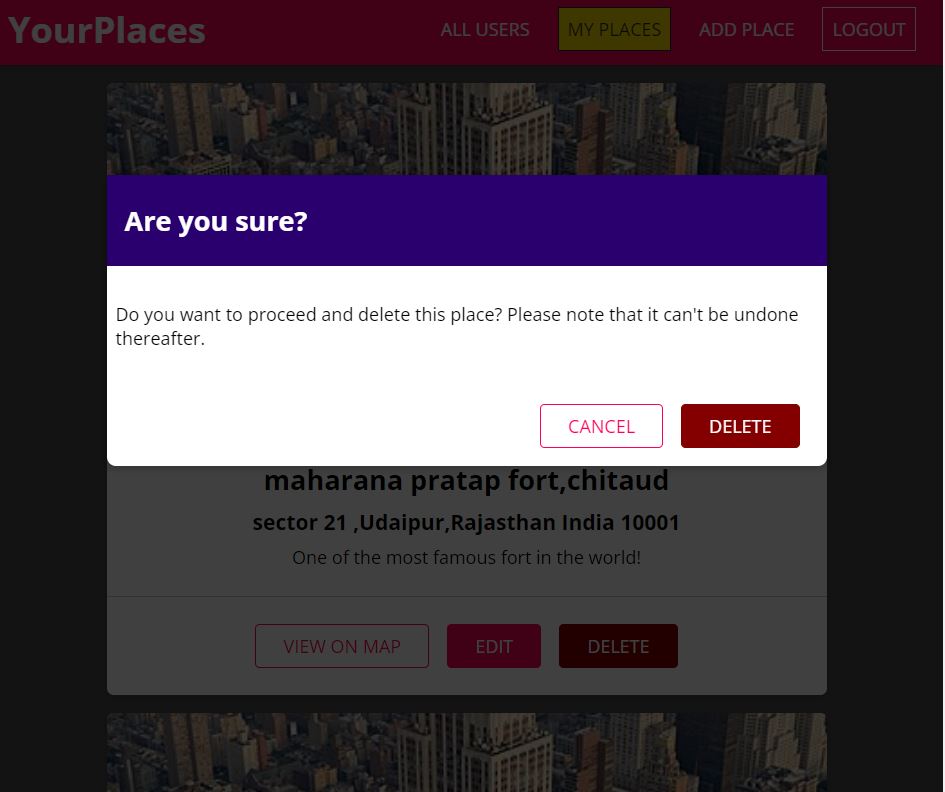 YourPlaces
ALL USERS
MY PLACES
ADD PLACE
LOGOUT
Are you sure?
Do you want to proceed and delete this place? Please note that it can't be undone
thereafter.
CANCEL
DELETE
maharana pratap fort,chitaud
sector 21 ,Udaipur,Rajasthan India 10001
One of the most famous fort in the world!
VIEW ON MAP
EDIT
DELETE